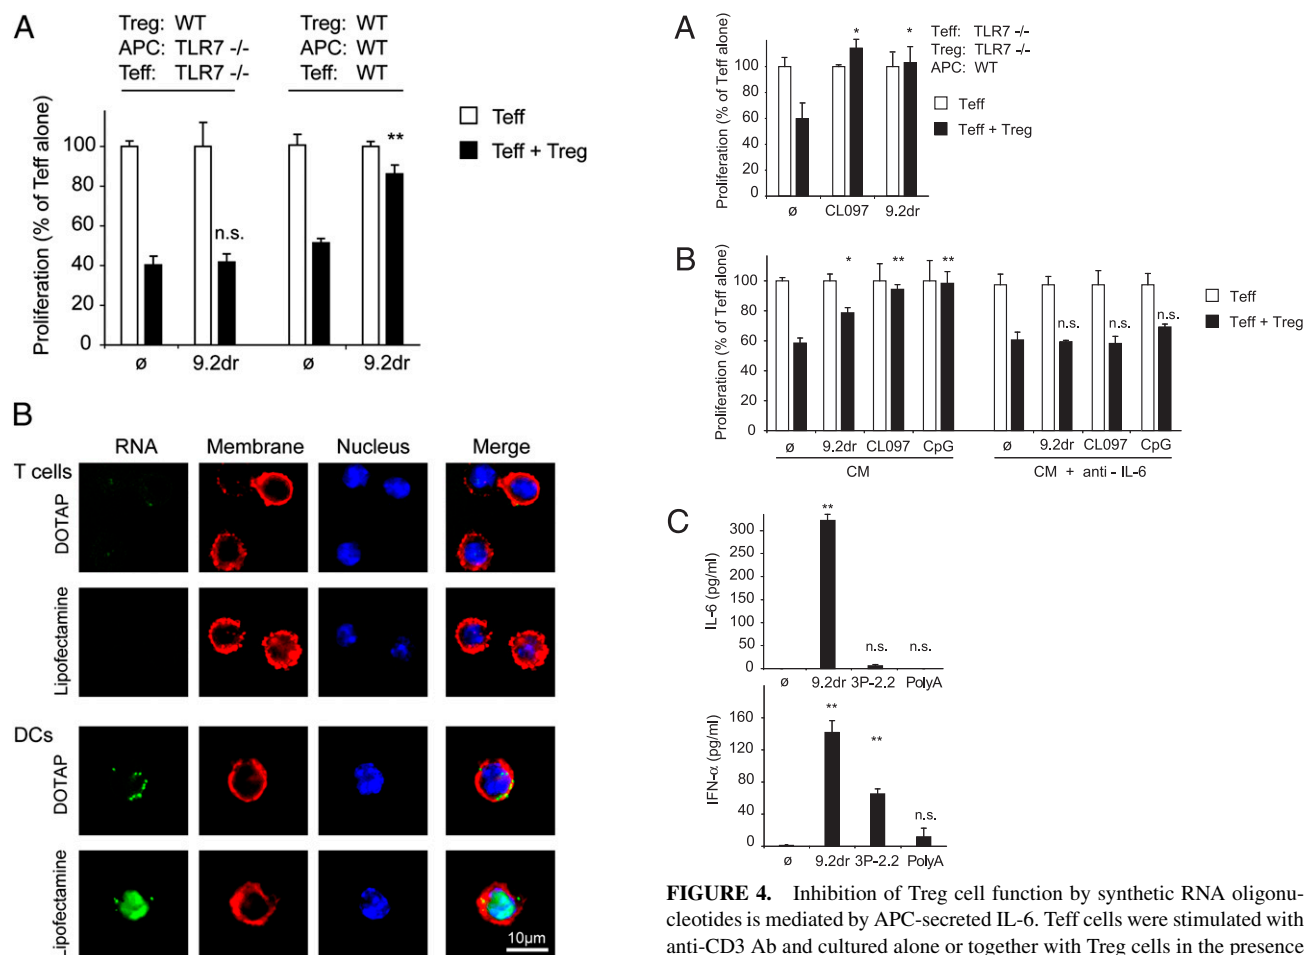 A
Treg: WT
APC: TLR7 -/-
Teff: TLR7 -/-
Treg: WT
APC: WT
Teff: WT
Proliferation (% of Teff alone)
100
80
60
40
20
0
n.s.
**
Teff
Teff + Treg
ø 9.2dr ø 9.2dr
B
RNA Membrane Nucleus Merge
T cells
DOTAP
Lipofectamine
DCs
DOTAP
Lipofectamine
10µm
A
Proliferation (% of Teff alone)
100
80
60
40
20
0
* *
Teff: TLR7 -/-
Treg: TLR7 -/-
APC: WT
Teff
Teff + Treg
ø CL097 9.2dr
B
Proliferation (% of Teff alone)
100
80
60
40
20
0
* ** **
n.s. n.s. n.s.
Teff
Teff + Treg
ø 9.2dr CL097 CpG ø 9.2dr CL097 CpG
CM CM + anti - IL-6
C
IL-6 (pg/ml)
300
250
200
150
100
50
0
**
n.s. n.s.
ø 9.2dr 3P-2.2 PolyA
IFN-α (pg/ml)
160
120
80
40
0
** **
n.s.
ø 9.2dr 3P-2.2 PolyA
FIGURE 4. Inhibition of Treg cell function by synthetic RNA oligonu-
cleotides is mediated by APC-secreted IL-6. Teff cells were stimulated with
anti-CD3 Ab and cultured alone or together with Treg cells in the presence